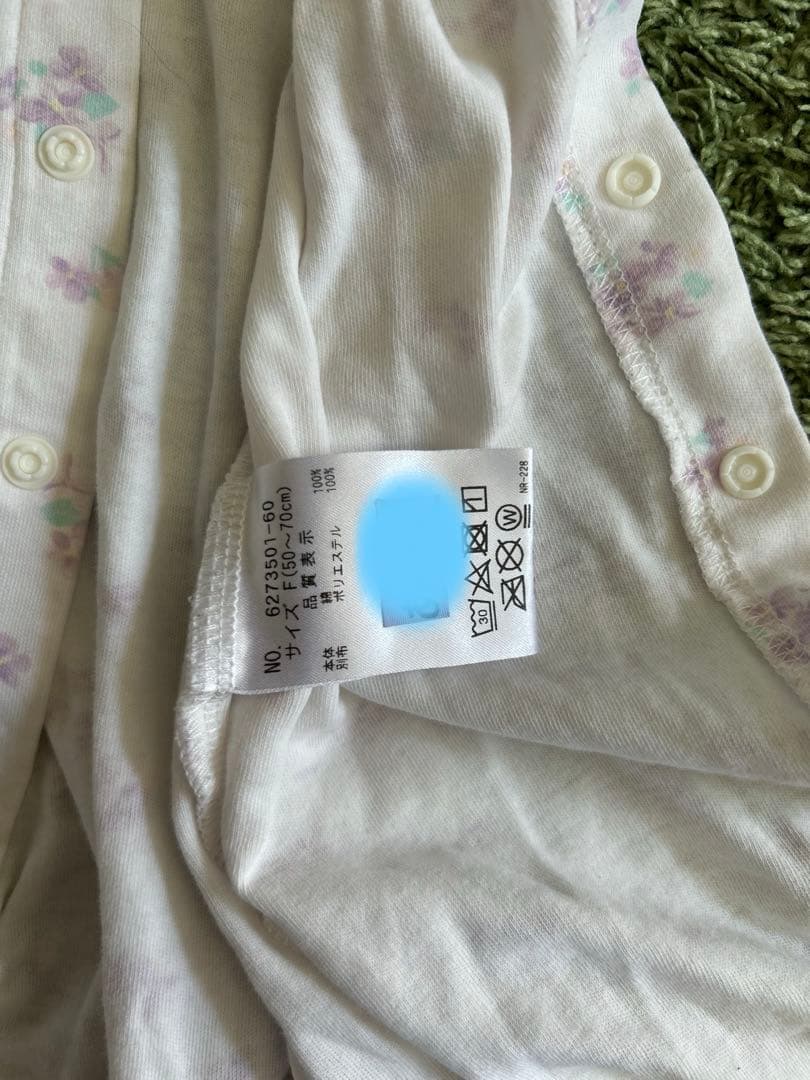 NO. 6273501-60
サイズ F(50~70cm)
品質表示
本体 綿 100%
別布 ポリエステル 100%
30
W
NR-228